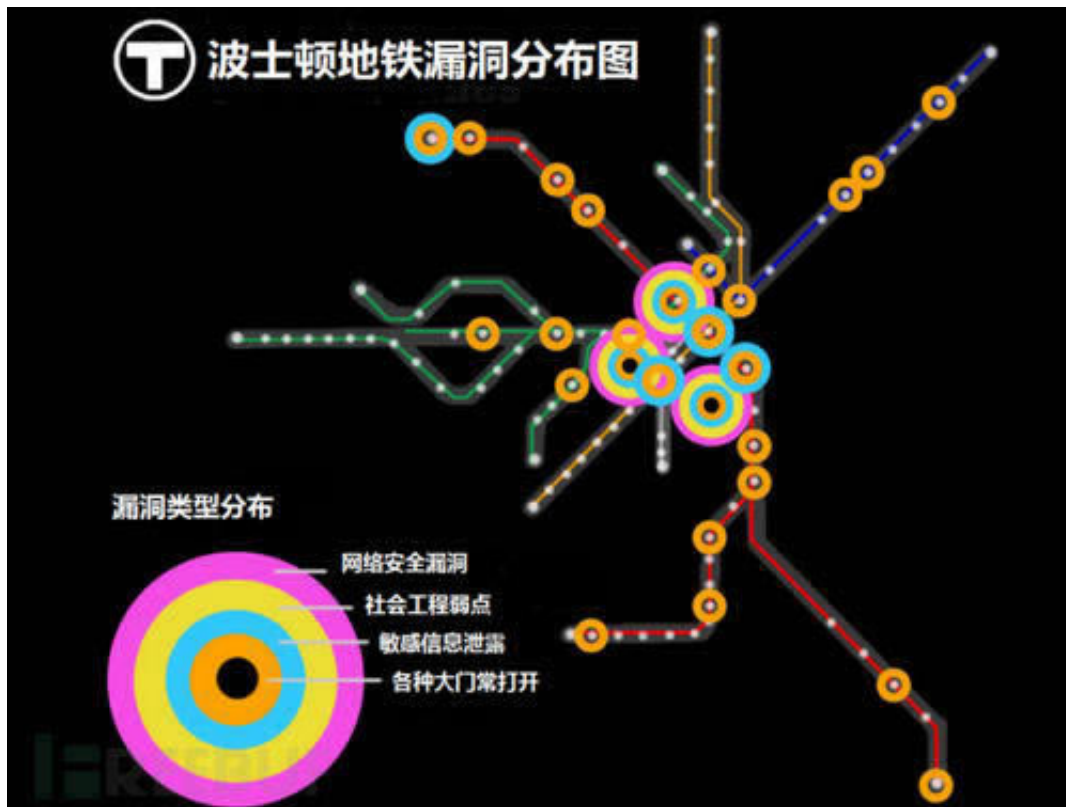 T 波士顿地铁漏洞分布图
漏洞类型分布
网络安全漏洞
社会工程弱点
敏感信息泄露
各种大门常打开